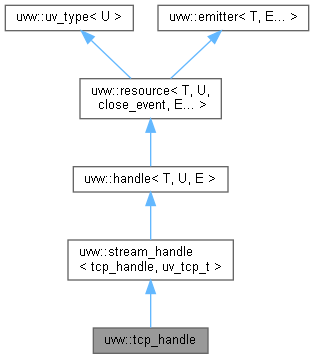 uvw::uv_type< U >
uvw::emitter< T, E... >
uvw::resource< T, U,
close_event, E... >
uvw::handle< T, U, E >
uvw::stream_handle
< tcp_handle, uv_tcp_t >
uvw::tcp_handle